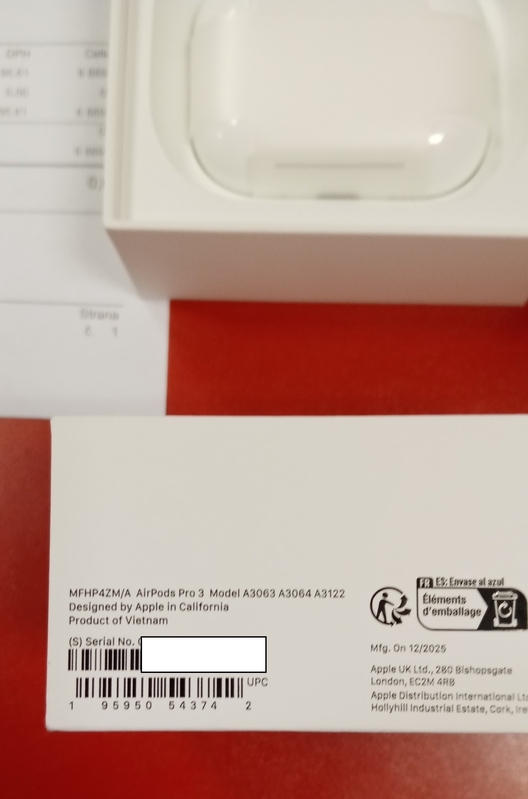 DPH
Strana
č. 1
MFHP4ZM/A AirPods Pro 3 Model A3063 A3064 A3122
Designed by Apple in California
Product of Vietnam
(S) Serial No.
UPC
1 95950 54374 2
FR ES: Envase al azul
Éléments
d'emballage
Mfg. On 12/2025
Apple UK Ltd., 280 Bishopsgate
London, EC2M 4RB
Apple Distribution International Lt
Hollyhill Industrial Estate, Cork, Ire